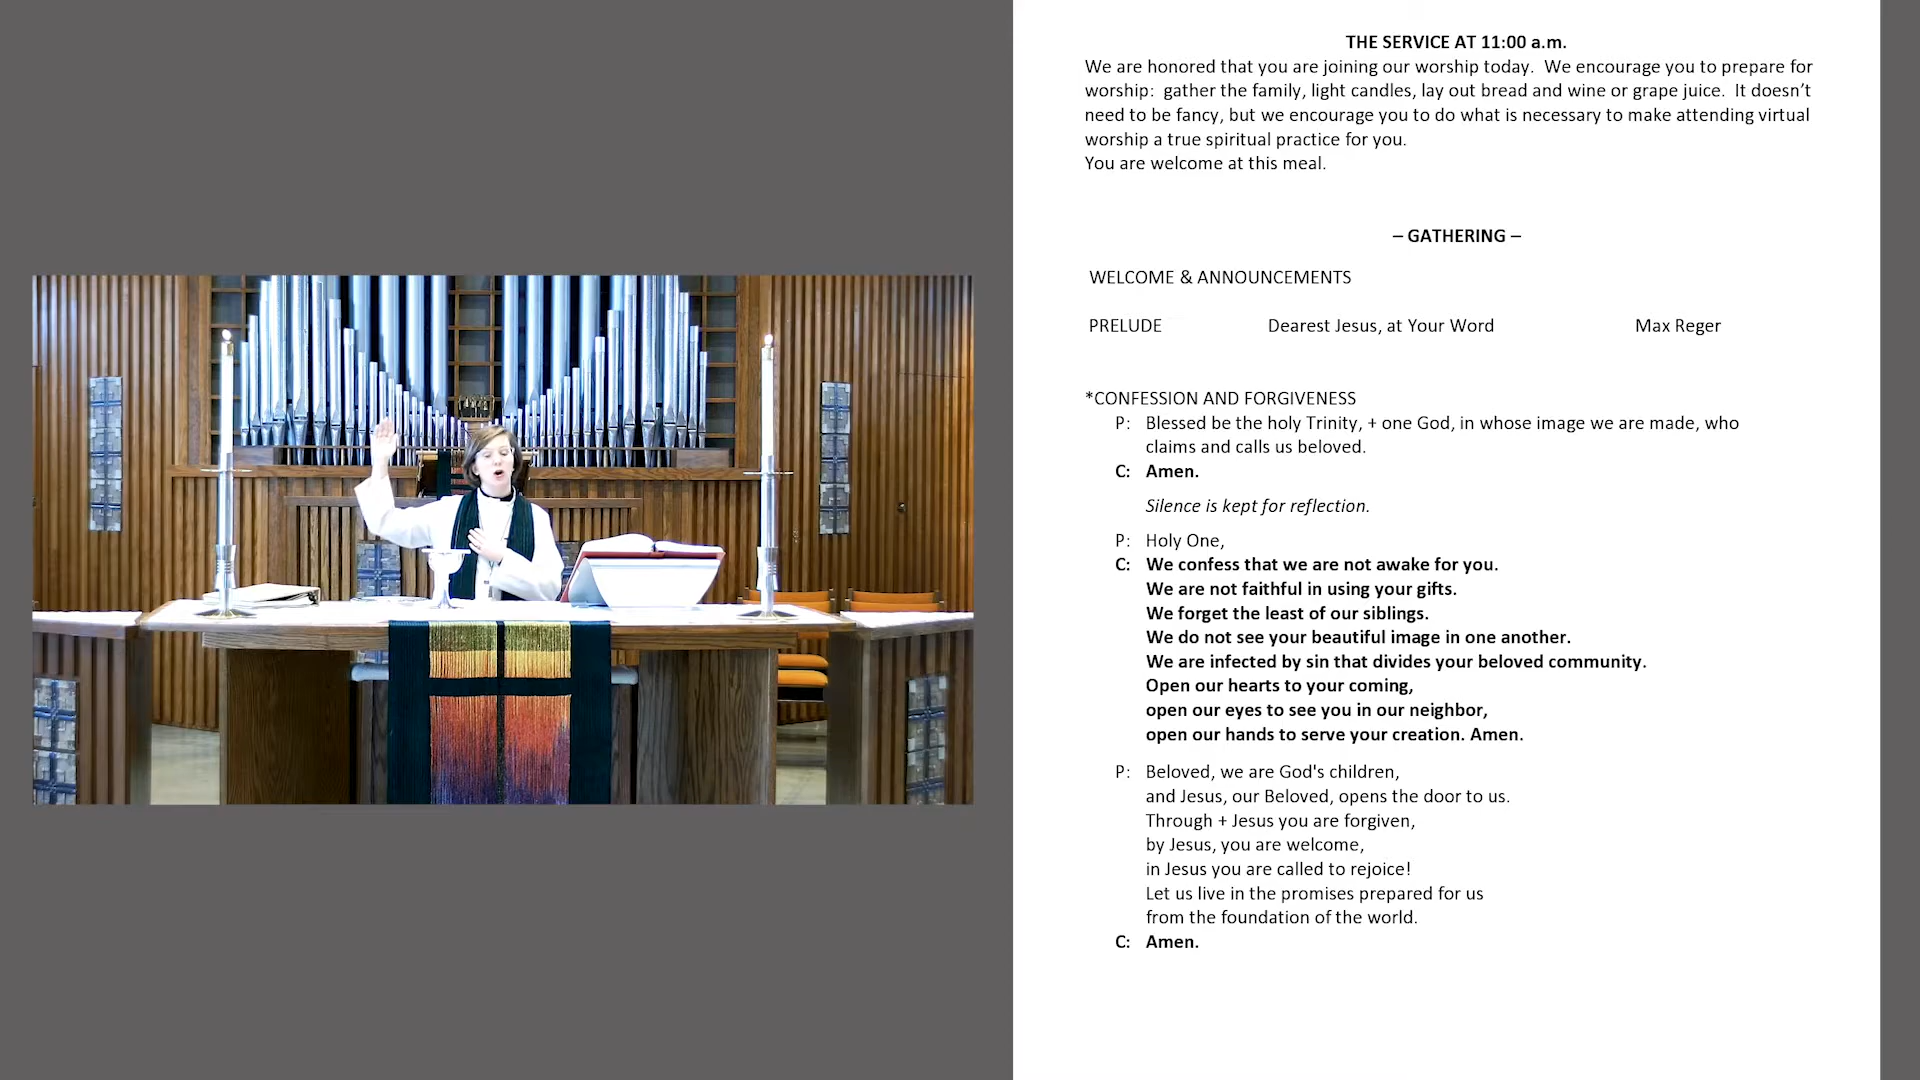 THE SERVICE AT 11:00 a.m.
We are honored that you are joining our worship today.  We encourage you to prepare for
worship:  gather the family, light candles, lay out bread and wine or grape juice.  It doesn’t
need to be fancy, but we encourage you to do what is necessary to make attending virtual
worship a true spiritual practice for you.
You are welcome at this meal.
– GATHERING –
WELCOME & ANNOUNCEMENTS
PRELUDE Dearest Jesus, at Your Word Max Reger
*CONFESSION AND FORGIVENESS
P: Blessed be the holy Trinity, + one God, in whose image we are made, who
claims and calls us beloved.
C: Amen.
Silence is kept for reflection.
P: Holy One,
C: We confess that we are not awake for you.
We are not faithful in using your gifts.
We forget the least of our siblings.
We do not see your beautiful image in one another.
We are infected by sin that divides your beloved community.
Open our hearts to your coming,
open our eyes to see you in our neighbor,
open our hands to serve your creation. Amen.
P: Beloved, we are God's children,
and Jesus, our Beloved, opens the door to us.
Through + Jesus you are forgiven,
by Jesus, you are welcome,
in Jesus you are called to rejoice!
Let us live in the promises prepared for us
from the foundation of the world.
C: Amen.